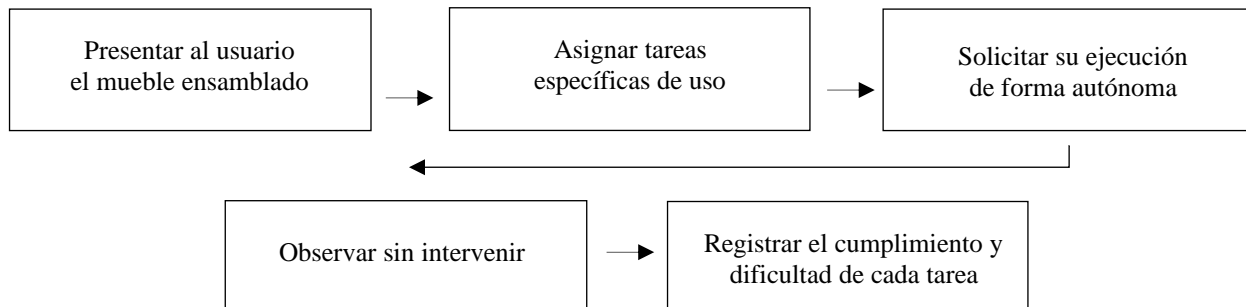 Presentar al usuario
el mueble ensamblado
Asignar tareas
específicas de uso
Solicitar su ejecución
de forma autónoma
Observar sin intervenir
Registrar el cumplimiento y
dificultad de cada tarea